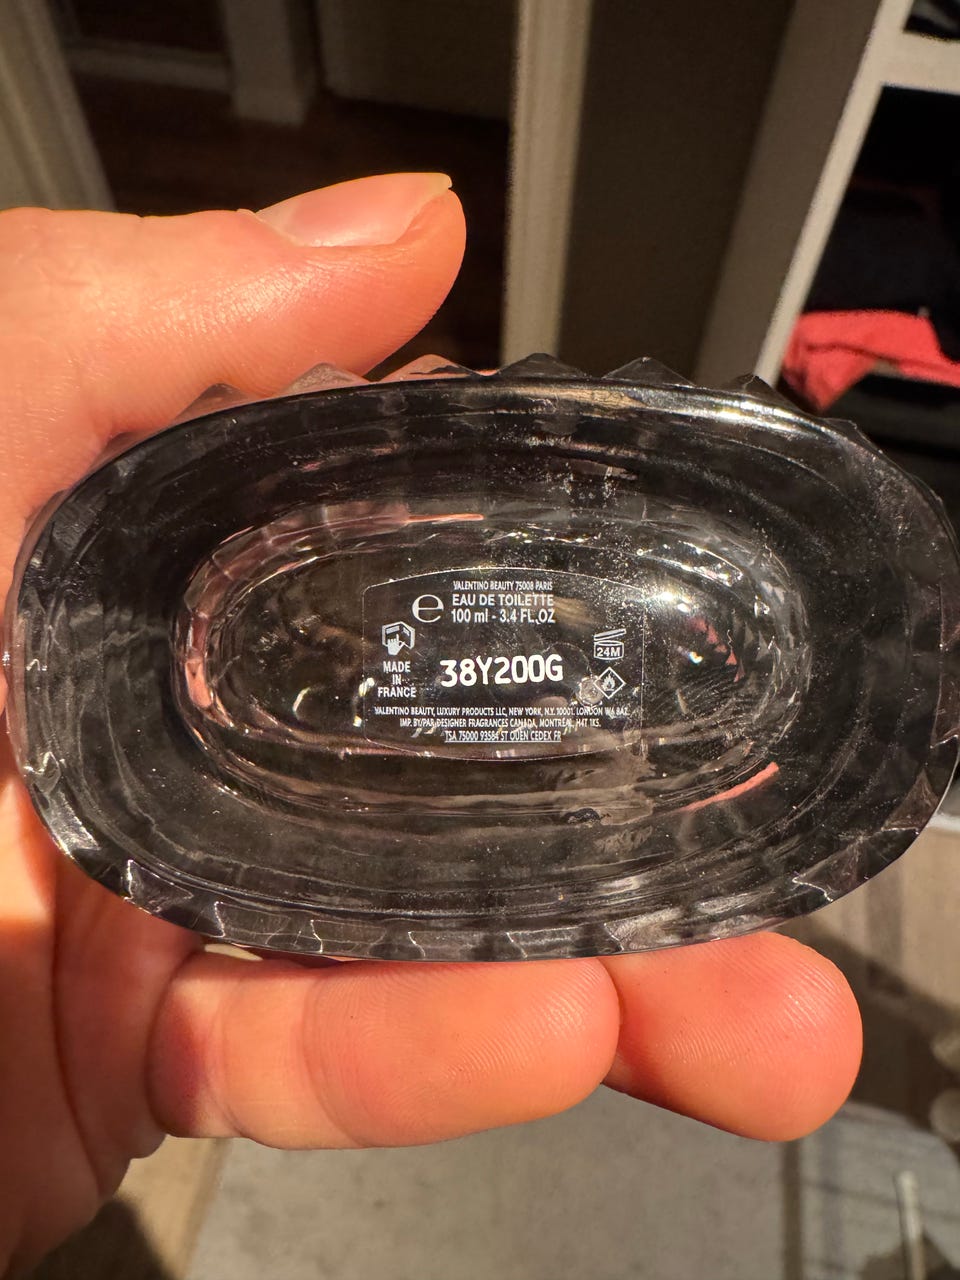 VALENTINO BEAUTY 75008 PARIS
e EAU DE TOILETTE
100 ml - 3.4 FL.OZ
MADE
IN
FRANCE
38Y200G
24M
VALENTINO BEAUTY, LUXURY PRODUCTS LLC, NEW YORK, N.Y. 10001, LONDON W6 8AZ
IMP. BY/PAR DESIGNER FRAGRANCES CANADA, MONTRÉAL, H4T 1K5.
TSA 75000 93584 ST OUEN CEDEX FR